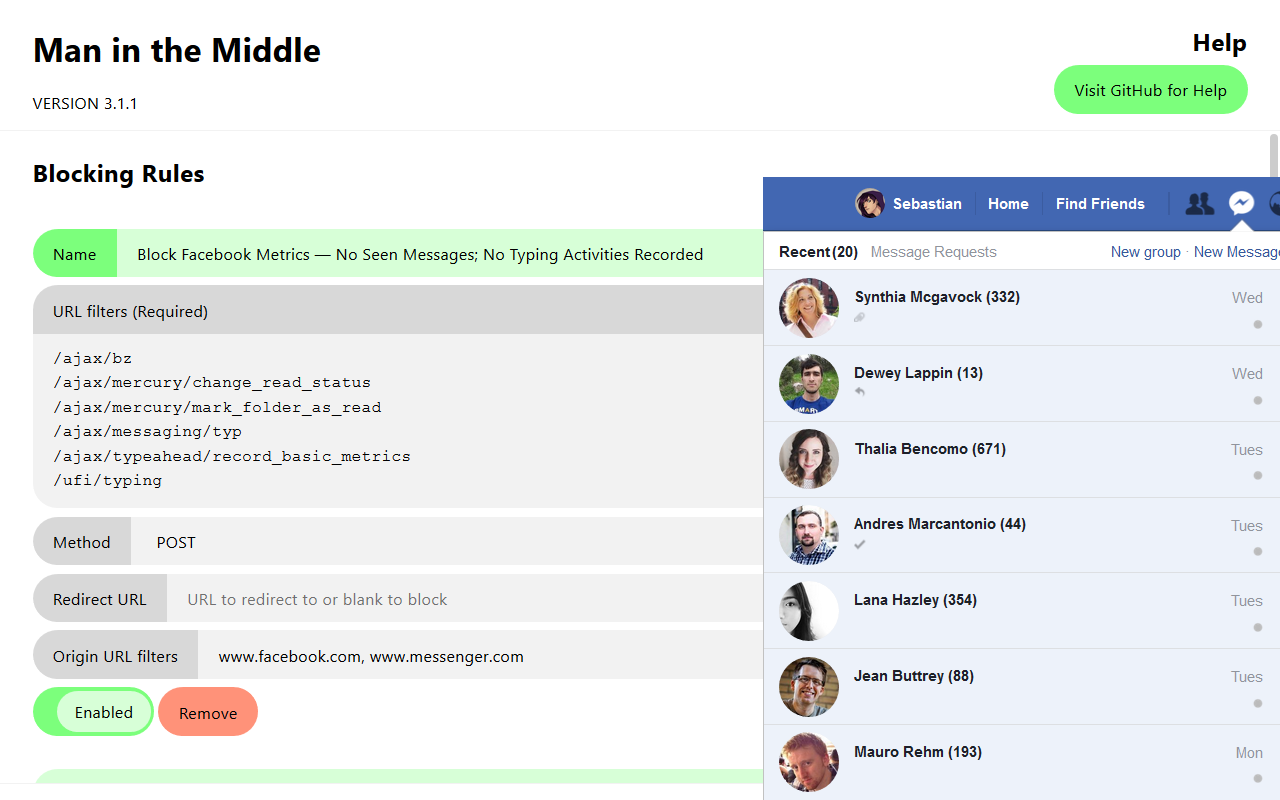 Man in the Middle
VERSION 3.1.1
Help
Visit GitHub for Help
Blocking Rules
Name
Block Facebook Metrics — No Seen Messages; No Typing Activities Recorded
URL filters (Required)
/ajax/bz
/ajax/mercury/change_read_status
/ajax/mercury/mark_folder_as_read
/ajax/messaging/typ
/ajax/typeahead/record_basic_metrics
/ufi/typing
Method
POST
Redirect URL
URL to redirect to or blank to block
Origin URL filters
www.facebook.com, www.messenger.com
Enabled
Remove
Sebastian
Home
Find Friends
Recent (20)
Message Requests
New group · New Message
Synthia Mcgavock (332)
Wed
Dewey Lappin (13)
Wed
Thalia Bencomo (671)
Tues
Andres Marcantonio (44)
Tues
Lana Hazley (354)
Tues
Jean Buttrey (88)
Tues
Mauro Rehm (193)
Mon